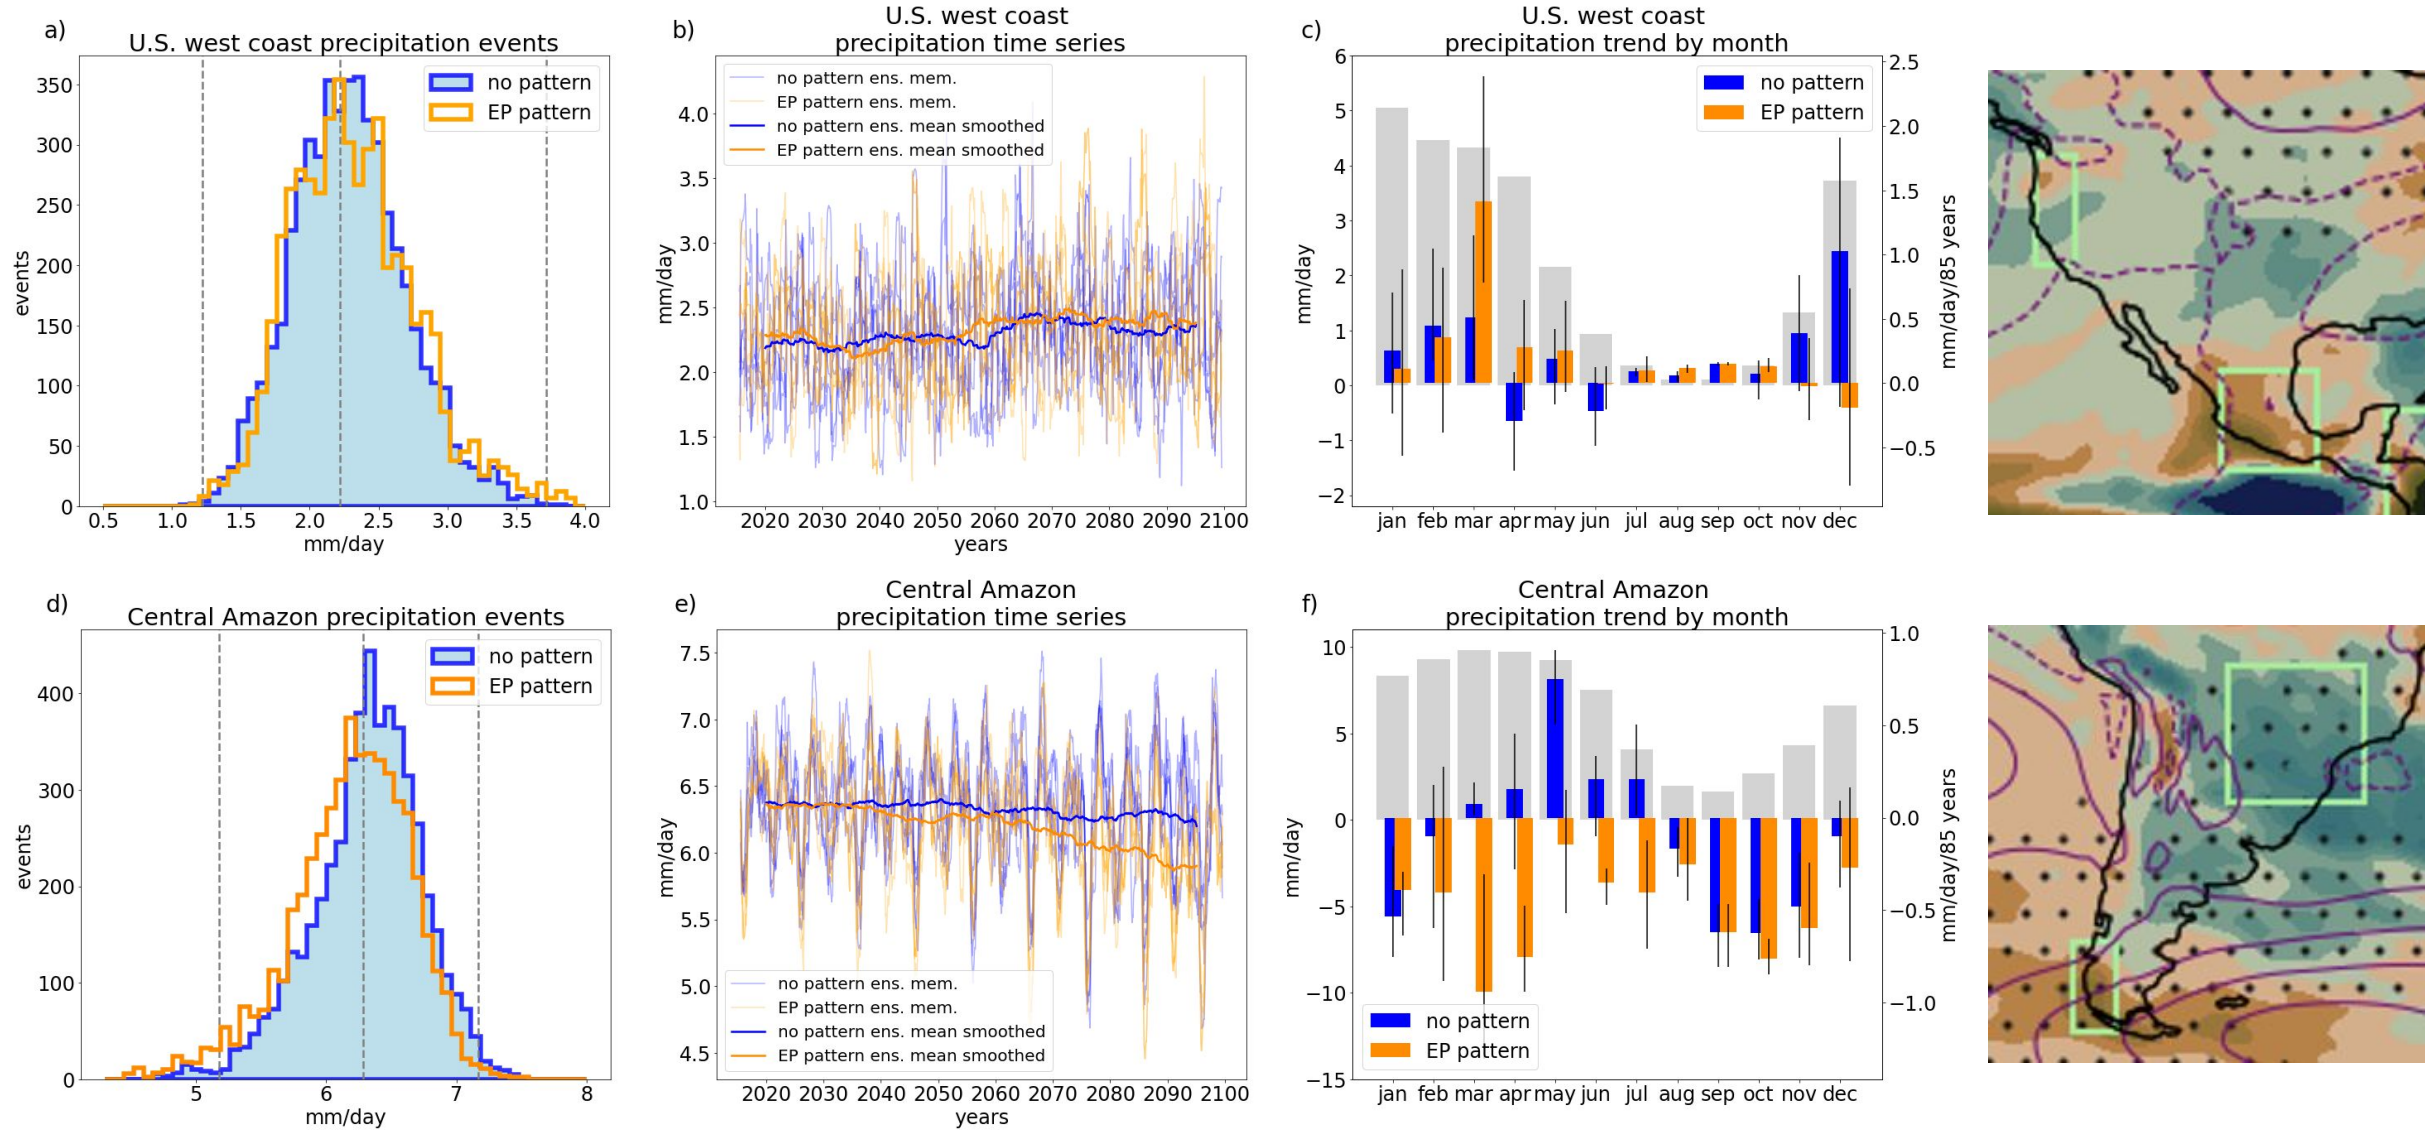 a)
U.S. west coast precipitation events
no pattern
EP pattern
350
300
250
200
150
100
50
0
0.5 1.0 1.5 2.0 2.5 3.0 3.5 4.0
events
mm/day
b)
U.S. west coast
precipitation time series
no pattern ens. mem.
EP pattern ens. mem.
no pattern ens. mean smoothed
EP pattern ens. mean smoothed
4.0
3.5
3.0
2.5
2.0
1.5
1.0
2020 2030 2040 2050 2060 2070 2080 2090 2100
mm/day
years
c)
U.S. west coast
precipitation trend by month
no pattern
EP pattern
6
5
4
3
2
1
0
−1
−2
2.5
2.0
1.5
1.0
0.5
0.0
−0.5
jan feb mar apr may jun jul aug sep oct nov dec
mm/day
mm/day/85 years
d)
Central Amazon precipitation events
no pattern
EP pattern
400
300
200
100
0
5 6 7 8
events
mm/day
e)
Central Amazon
precipitation time series
7.5
7.0
6.5
6.0
5.5
5.0
4.5
no pattern ens. mem.
EP pattern ens. mem.
no pattern ens. mean smoothed
EP pattern ens. mean smoothed
2020 2030 2040 2050 2060 2070 2080 2090 2100
mm/day
years
f)
Central Amazon
precipitation trend by month
10
5
0
−5
−10
−15
1.0
0.5
0.0
−0.5
−1.0
no pattern
EP pattern
jan feb mar apr may jun jul aug sep oct nov dec
mm/day
mm/day/85 years